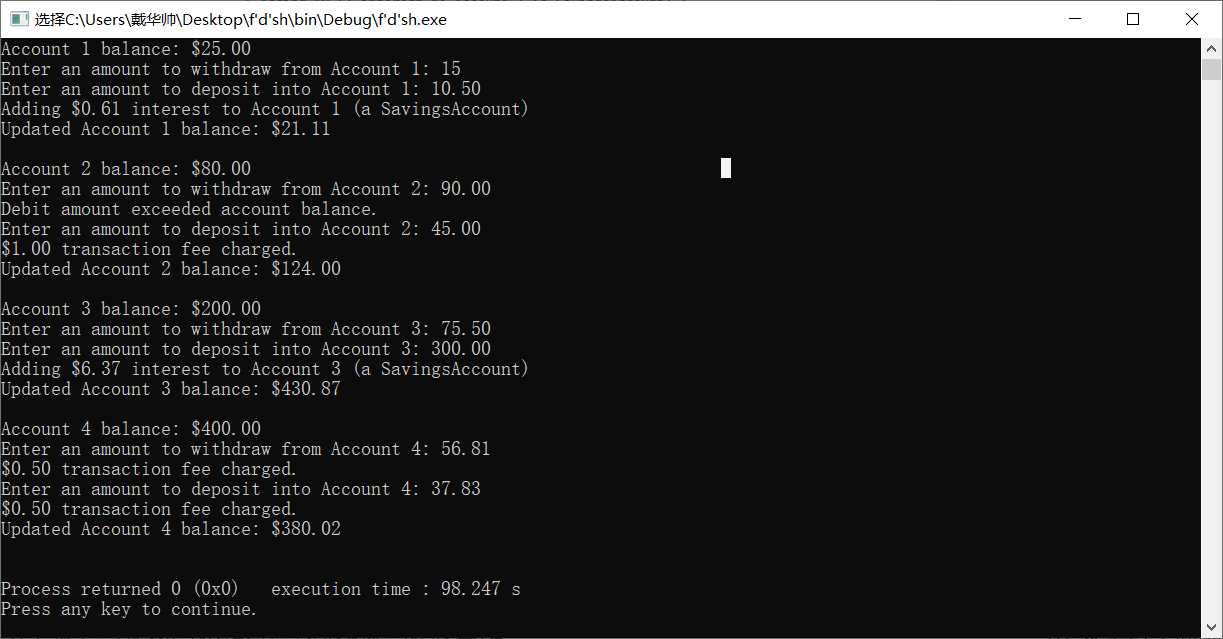 选择C:\Users\戴华帅\Desktop\f'd'sh\bin\Debug\f'd'sh.exe
Account 1 balance: $25.00
Enter an amount to withdraw from Account 1: 15
Enter an amount to deposit into Account 1: 10.50
Adding $0.61 interest to Account 1 (a SavingsAccount)
Updated Account 1 balance: $21.11
Account 2 balance: $80.00
Enter an amount to withdraw from Account 2: 90.00
Debit amount exceeded account balance.
Enter an amount to deposit into Account 2: 45.00
$1.00 transaction fee charged.
Updated Account 2 balance: $124.00
Account 3 balance: $200.00
Enter an amount to withdraw from Account 3: 75.50
Enter an amount to deposit into Account 3: 300.00
Adding $6.37 interest to Account 3 (a SavingsAccount)
Updated Account 3 balance: $430.87
Account 4 balance: $400.00
Enter an amount to withdraw from Account 4: 56.81
$0.50 transaction fee charged.
Enter an amount to deposit into Account 4: 37.83
$0.50 transaction fee charged.
Updated Account 4 balance: $380.02
Process returned 0 (0x0)   execution time : 98.247 s
Press any key to continue.